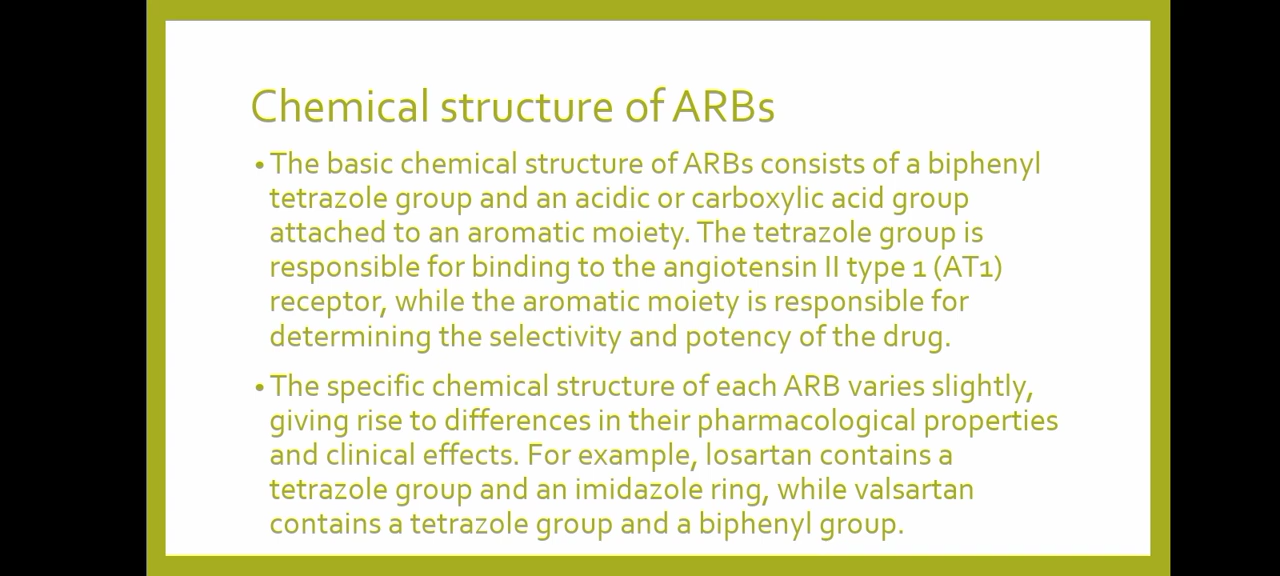 Chemical structure of ARBs
• The basic chemical structure of ARBs consists of a biphenyl
tetrazole group and an acidic or carboxylic acid group
attached to an aromatic moiety. The tetrazole group is
responsible for binding to the angiotensin II type 1 (AT1)
receptor, while the aromatic moiety is responsible for
determining the selectivity and potency of the drug.
• The specific chemical structure of each ARB varies slightly,
giving rise to differences in their pharmacological properties
and clinical effects. For example, losartan contains a
tetrazole group and an imidazole ring, while valsartan
contains a tetrazole group and a biphenyl group.